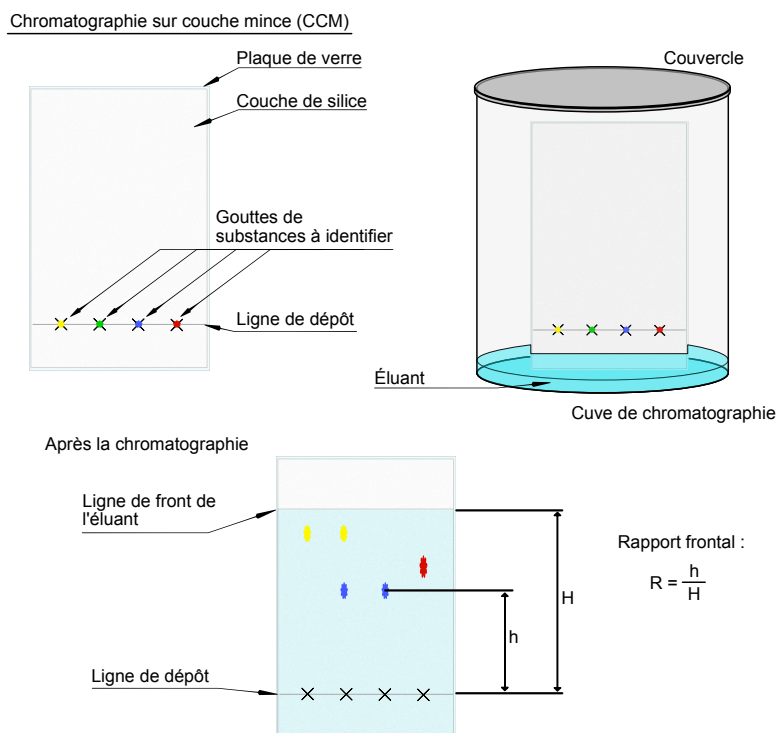 Chromatographie sur couche mince (CCM)
Plaque de verre
Couche de silice
Gouttes de
substances à identifier
Ligne de dépôt
Couvercle
Éluant
Cuve de chromatographie
Après la chromatographie
Ligne de front de
l'éluant
Ligne de dépôt
h
H
Rapport frontal :
R = h/H